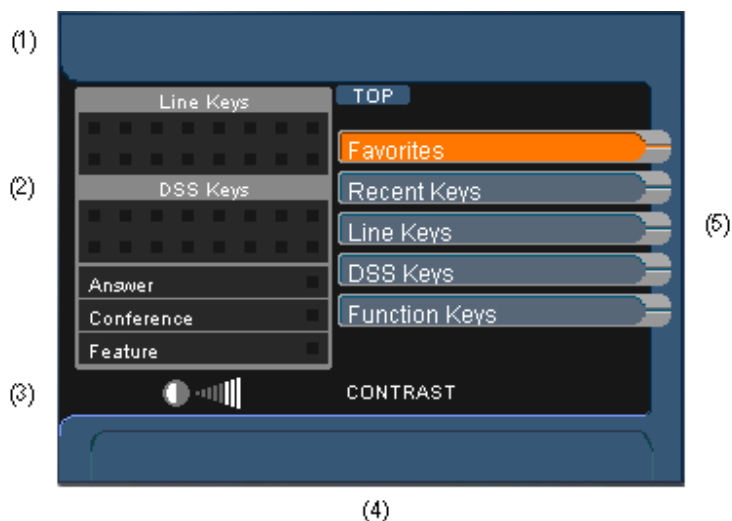 (1)
Line Keys
TOP
Favorites
(2)
DSS Keys
Recent Keys
Line Keys
(5)
DSS Keys
Answer
Function Keys
Conference
Feature
(3)
CONTRAST
(4)